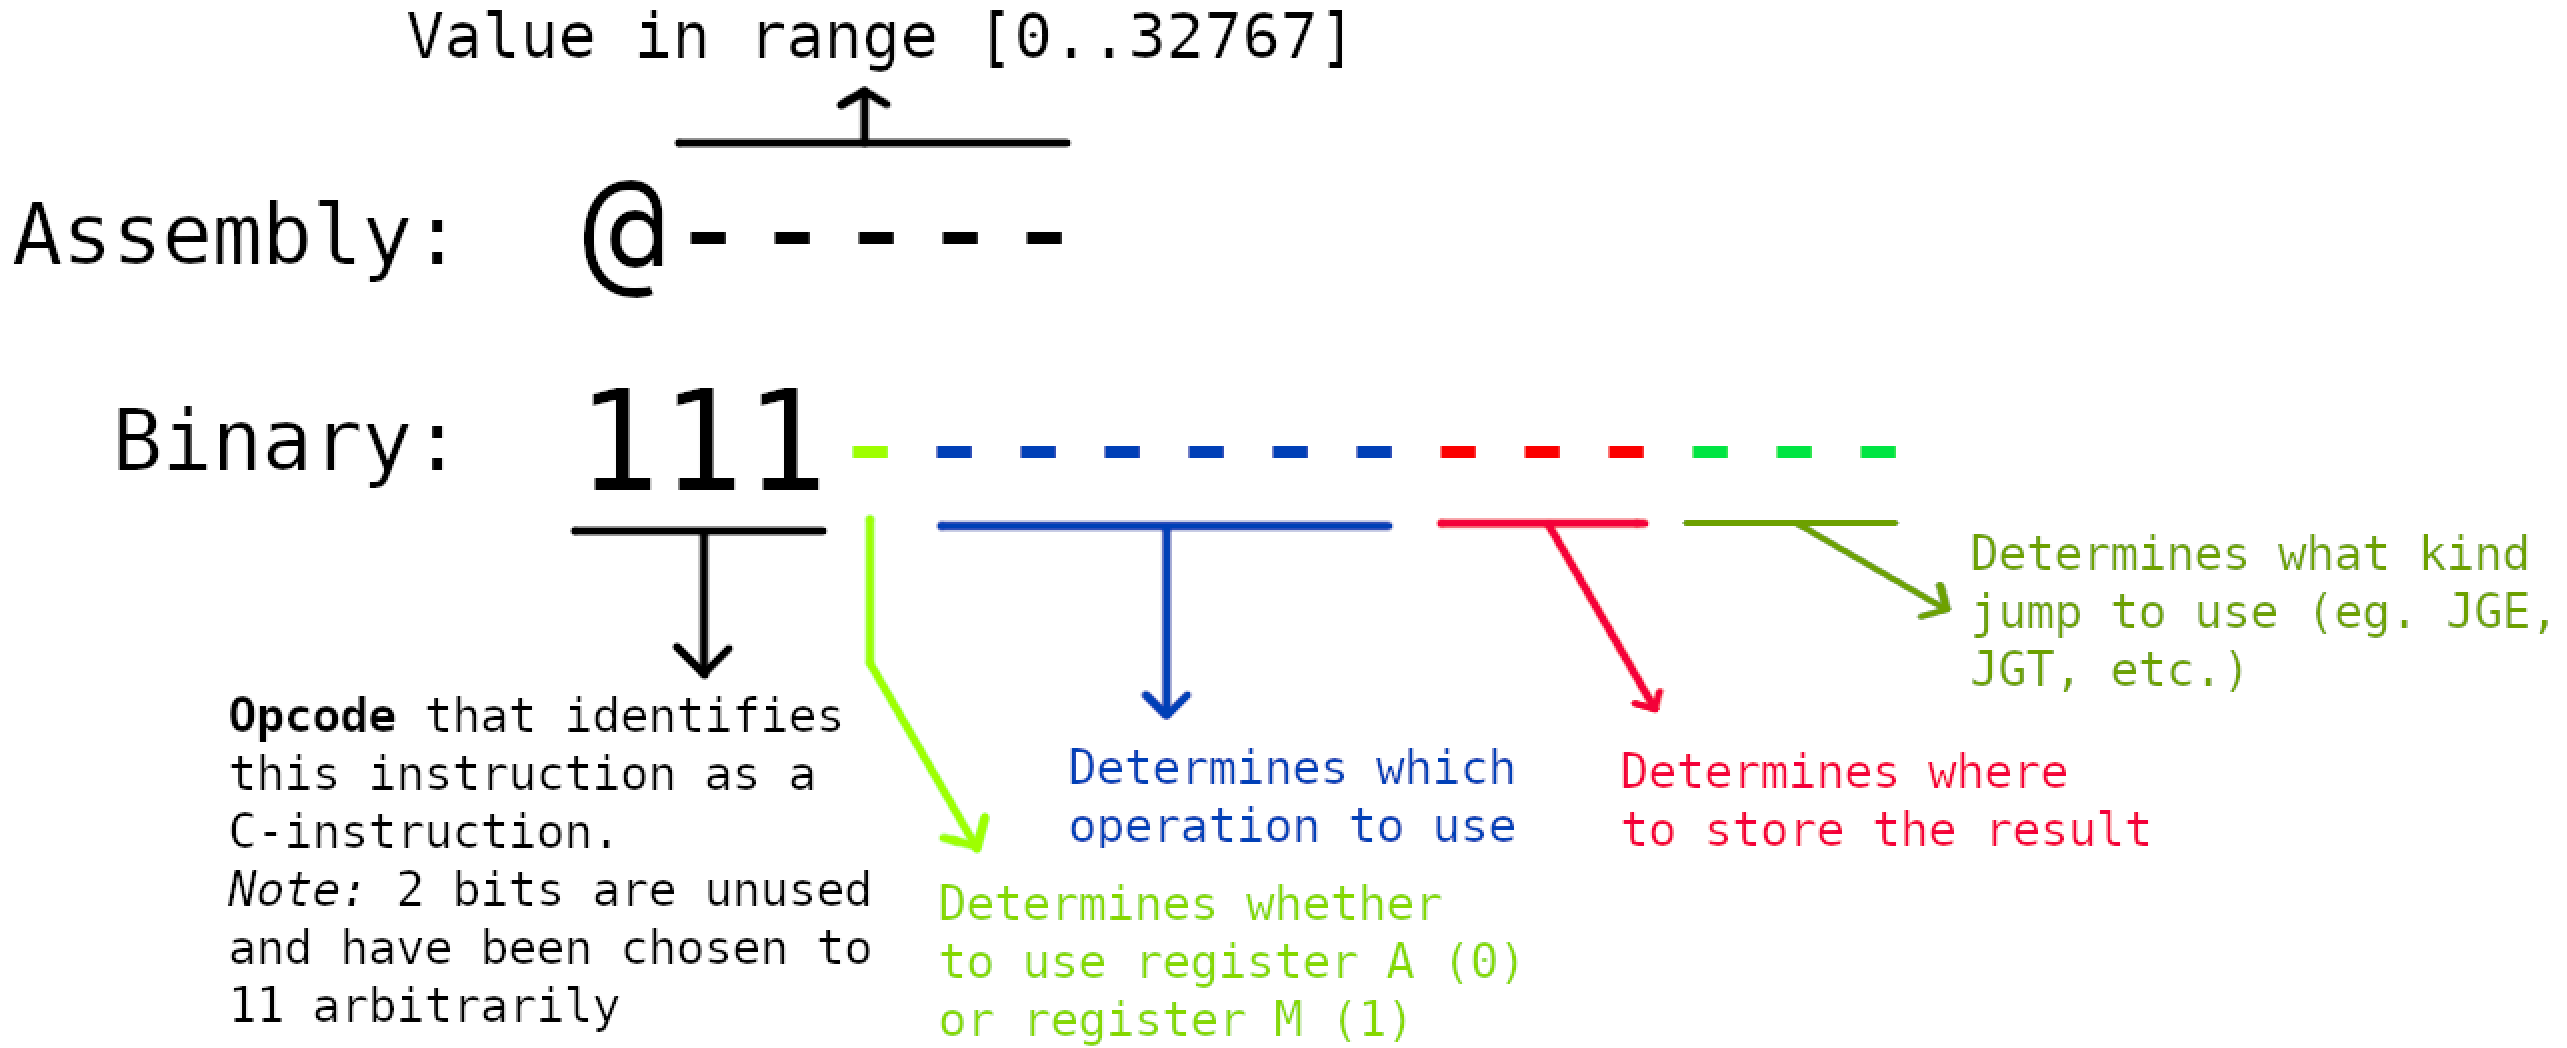 Value in range [0..32767]
Assembly: @-----
Binary: 111- ------ --- ---
Determines what kind
jump to use (eg. JGE,
JGT, etc.)
Opcode that identifies
this instruction as a
C-instruction.
Note: 2 bits are unused
and have been chosen to
11 arbitrarily
Determines whether
to use register A (0)
or register M (1)
Determines which
operation to use
Determines where
to store the result